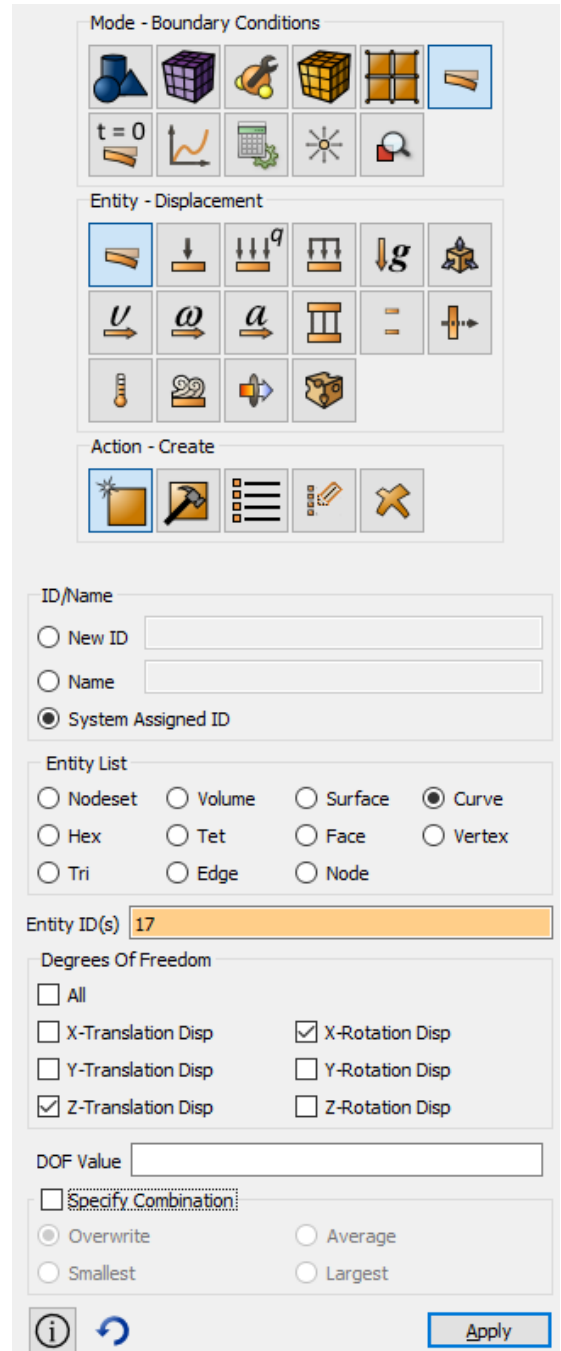 Mode - Boundary Conditions
t = 0
Entity - Displacement
q
g
υ ω a
Action - Create
ID/Name
New ID
Name
System Assigned ID
Entity List
Nodeset Volume Surface Curve
Hex Tet Face Vertex
Tri Edge Node
Entity ID(s) 17
Degrees Of Freedom
All
X-Translation Disp X-Rotation Disp
Y-Translation Disp Y-Rotation Disp
Z-Translation Disp Z-Rotation Disp
DOF Value
Specify Combination
Overwrite Average
Smallest Largest
i Apply